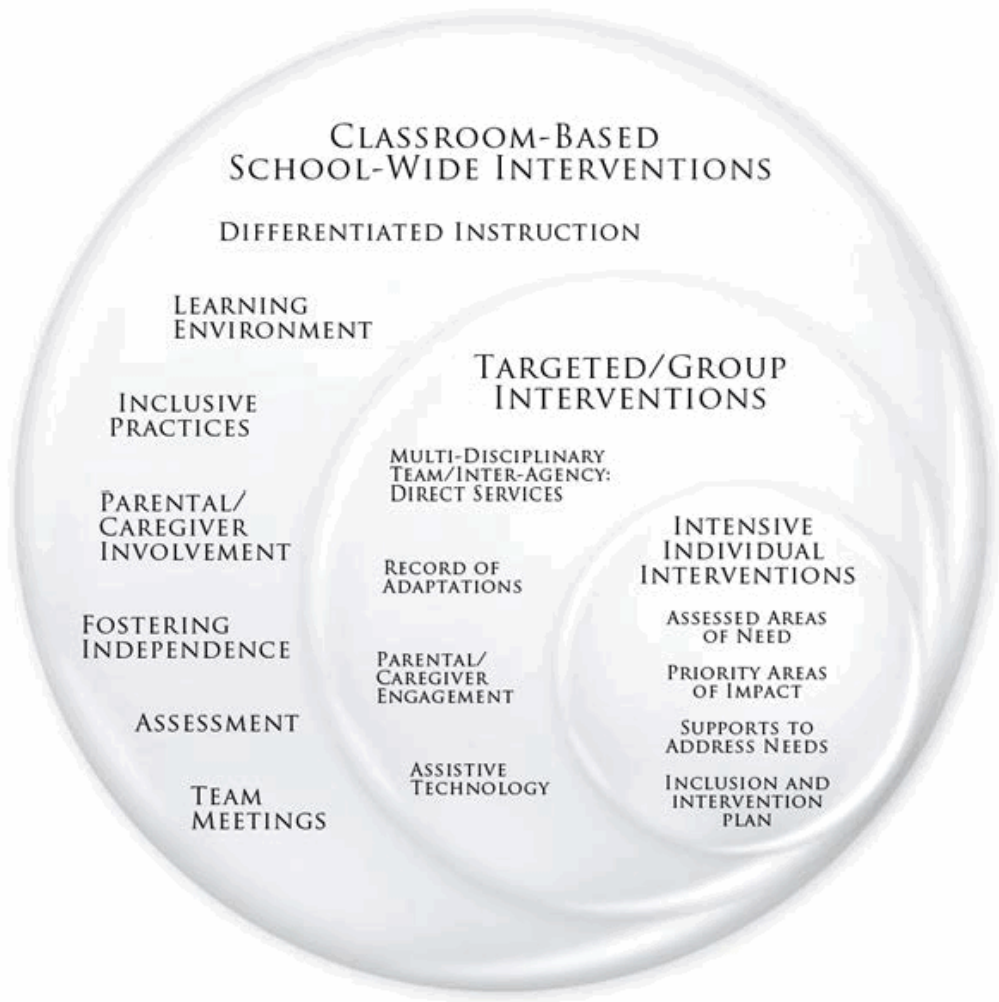 CLASSROOM-BASED
SCHOOL-WIDE INTERVENTIONS
DIFFERENTIATED INSTRUCTION
LEARNING
ENVIRONMENT
INCLUSIVE
PRACTICES
PARENTAL/
CAREGIVER
INVOLVEMENT
FOSTERING
INDEPENDENCE
ASSESSMENT
TEAM
MEETINGS
TARGETED/GROUP
INTERVENTIONS
MULTI-DISCIPLINARY
TEAM/INTER-AGENCY:
DIRECT SERVICES
RECORD OF
ADAPTATIONS
PARENTAL/
CAREGIVER
ENGAGEMENT
ASSISTIVE
TECHNOLOGY
INTENSIVE
INDIVIDUAL
INTERVENTIONS
ASSESSED AREAS
OF NEED
PRIORITY AREAS
OF IMPACT
SUPPORTS TO
ADDRESS NEEDS
INCLUSION AND
INTERVENTION
PLAN